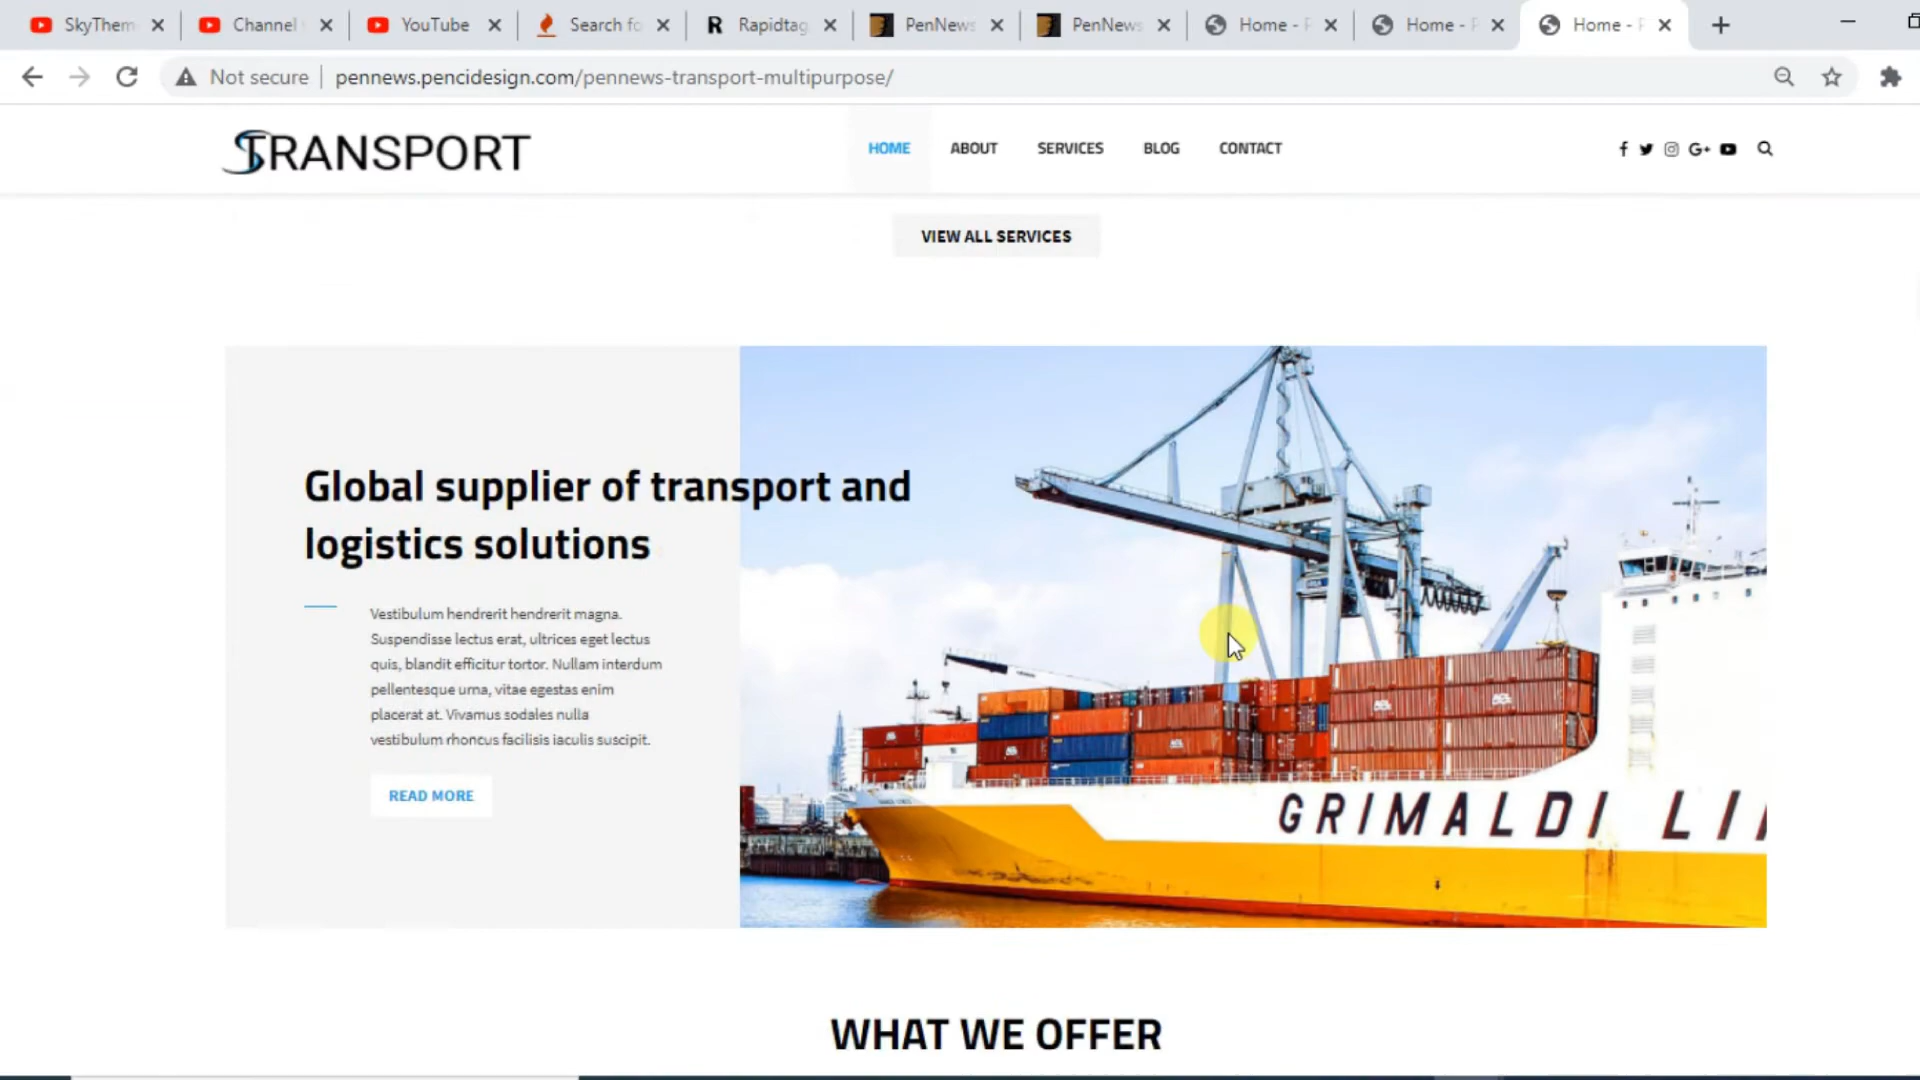 SkyThem
Channel
YouTube
Search fo
Rapidtag
PenNews
PenNews
Home - P
Home - P
Home - P
Not secure
pennews.pencidesign.com/pennews-transport-multipurpose/
TRANSPORT
HOME
ABOUT
SERVICES
BLOG
CONTACT
VIEW ALL SERVICES
Global supplier of transport and
logistics solutions
Vestibulum hendrerit hendrerit magna.
Suspendisse lectus erat, ultrices eget lectus
quis, blandit efficitur tortor. Nullam interdum
pellentesque urna, vitae egestas enim
placerat at. Vivamus sodales nulla
vestibulum rhoncus facilisis iaculis suscipit.
READ MORE
GRIMALDI LI
WHAT WE OFFER